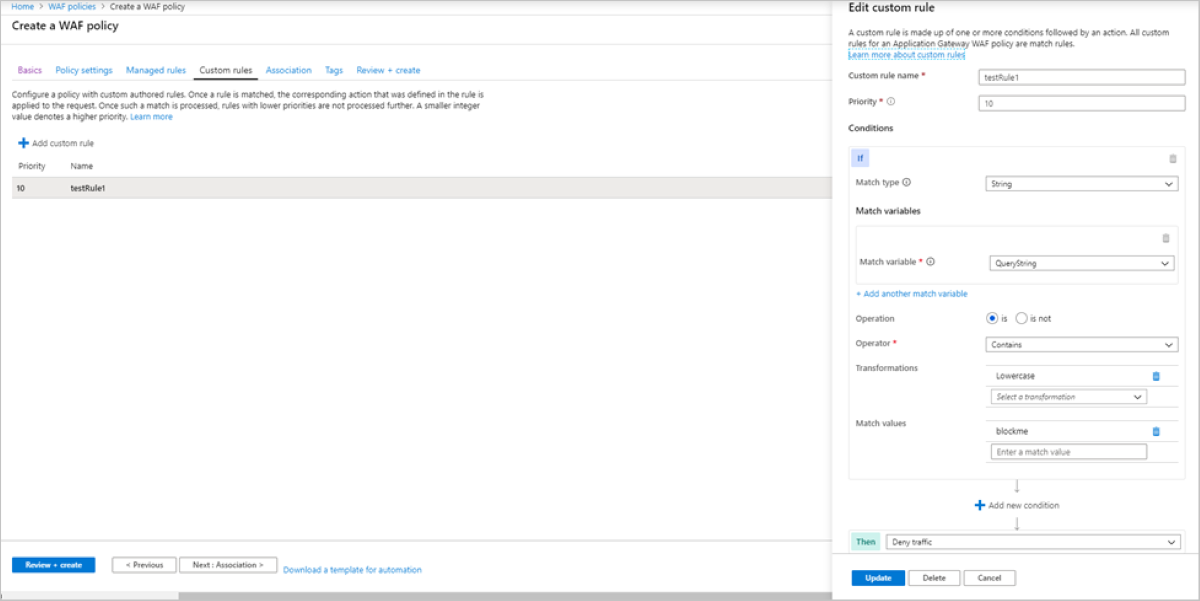 Home > WAF policies > Create a WAF policy
Create a WAF policy
Basics Policy settings Managed rules Custom rules Association Tags Review + create
Configure a policy with custom authored rules. Once a rule is matched, the corresponding action that was defined in the rule is
applied to the request. Once such a match is processed, rules with lower priorities are not processed further. A smaller integer
value denotes a higher priority. Learn more
Add custom rule
Priority Name
10 testRule1
Review + create < Previous Next : Association > Download a template for automation
Edit custom rule
A custom rule is made up of one or more conditions followed by an action. All custom
rules for an Application Gateway WAF policy are match rules.
Learn more about custom rules
Custom rule name * testRule1
Priority * 10
Conditions
If
Match type String
Match variables
Match variable * QueryString
+ Add another match variable
Operation is is not
Operator * Contains
Transformations Lowercase
Select a transformation
Match values
blockme
Enter a match value
Add new condition
Then Deny traffic
Update Delete Cancel